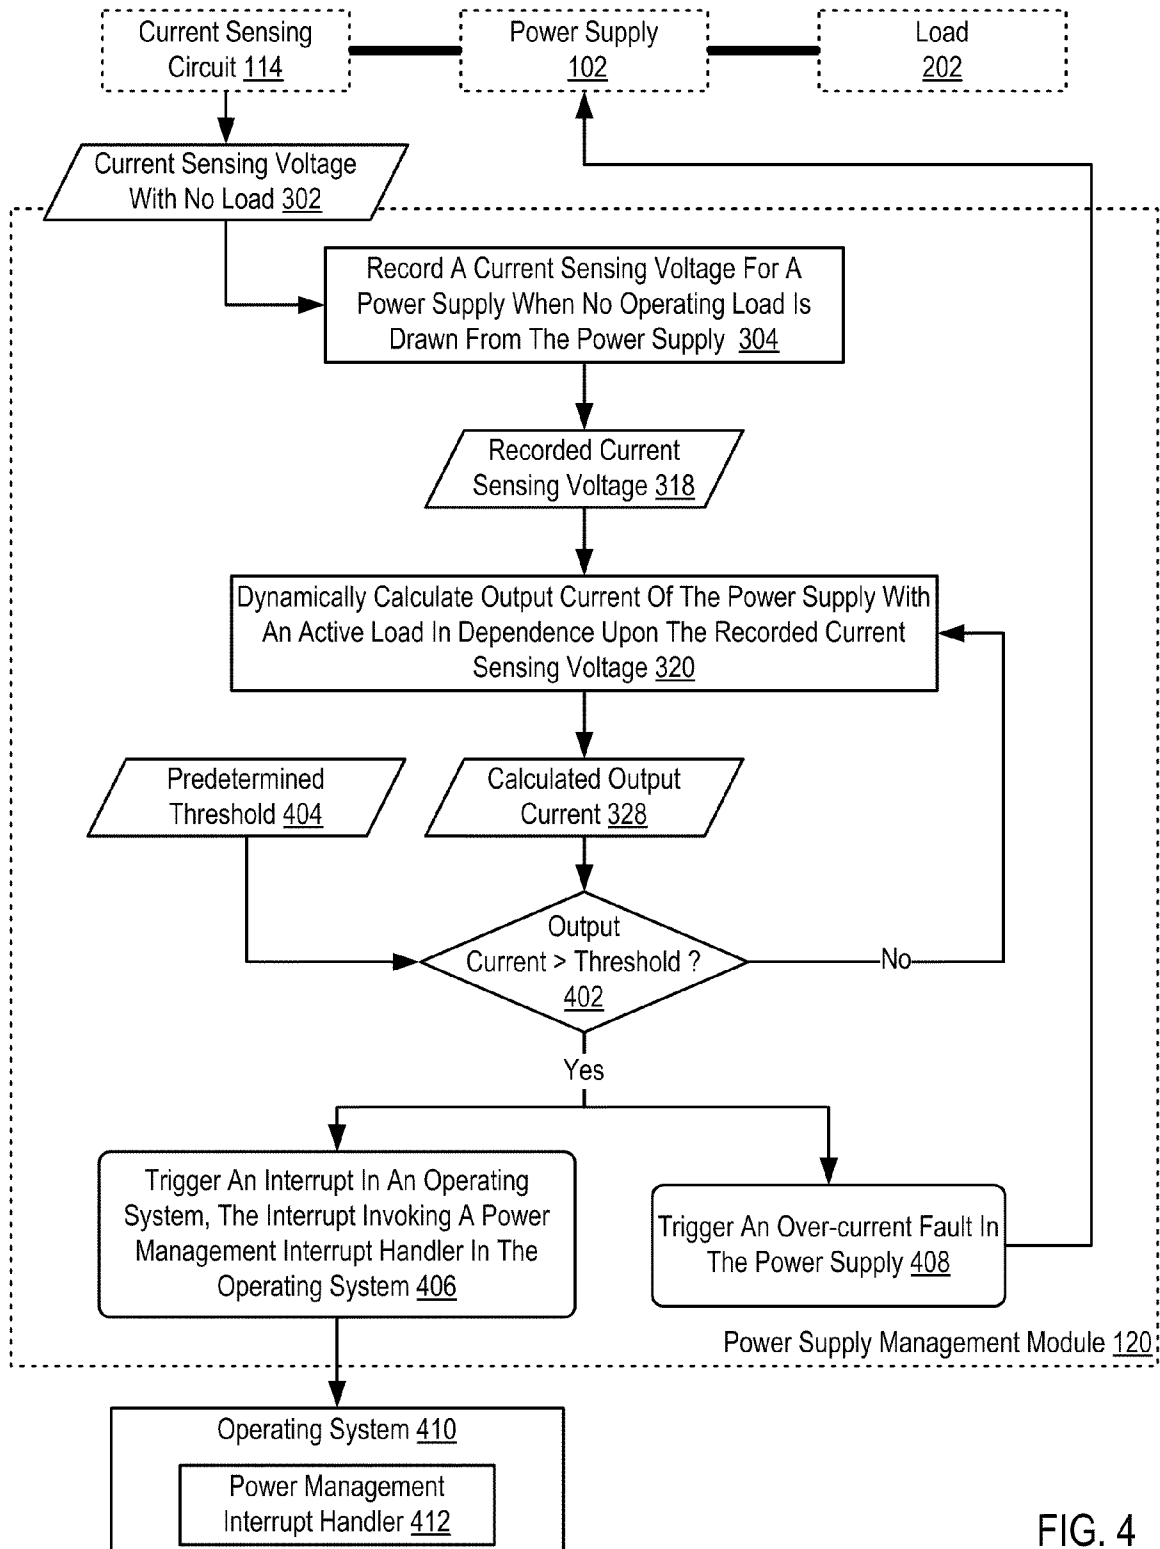 Current Sensing
Circuit 114
Power Supply
102
Load
202
Current Sensing Voltage
With No Load 302
Record A Current Sensing Voltage For A
Power Supply When No Operating Load Is
Drawn From The Power Supply 304
Recorded Current
Sensing Voltage 318
Dynamically Calculate Output Current Of The Power Supply With
An Active Load In Dependence Upon The Recorded Current
Sensing Voltage 320
Predetermined
Threshold 404
Calculated Output
Current 328
Output
Current > Threshold ?
402
No
Yes
Trigger An Interrupt In An Operating
System, The Interrupt Invoking A Power
Management Interrupt Handler In The
Operating System 406
Trigger An Over-current Fault In
The Power Supply 408
Power Supply Management Module 120
Operating System 410
Power Management
Interrupt Handler 412
FIG. 4